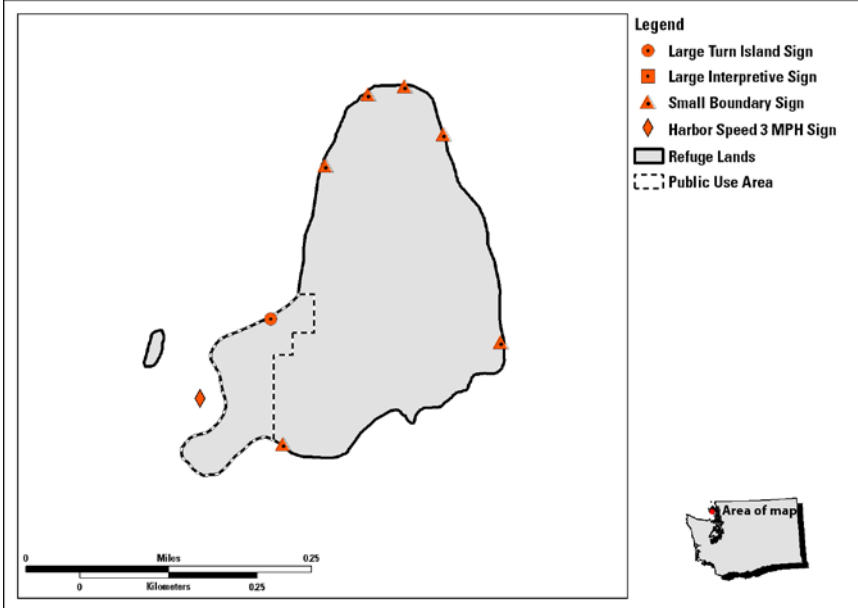 Legend
Large Turn Island Sign
Large Interpretive Sign
Small Boundary Sign
Harbor Speed 3 MPH Sign
Refuge Lands
Public Use Area
Area of map
0 Miles 0.25
0 Kilometers 0.25